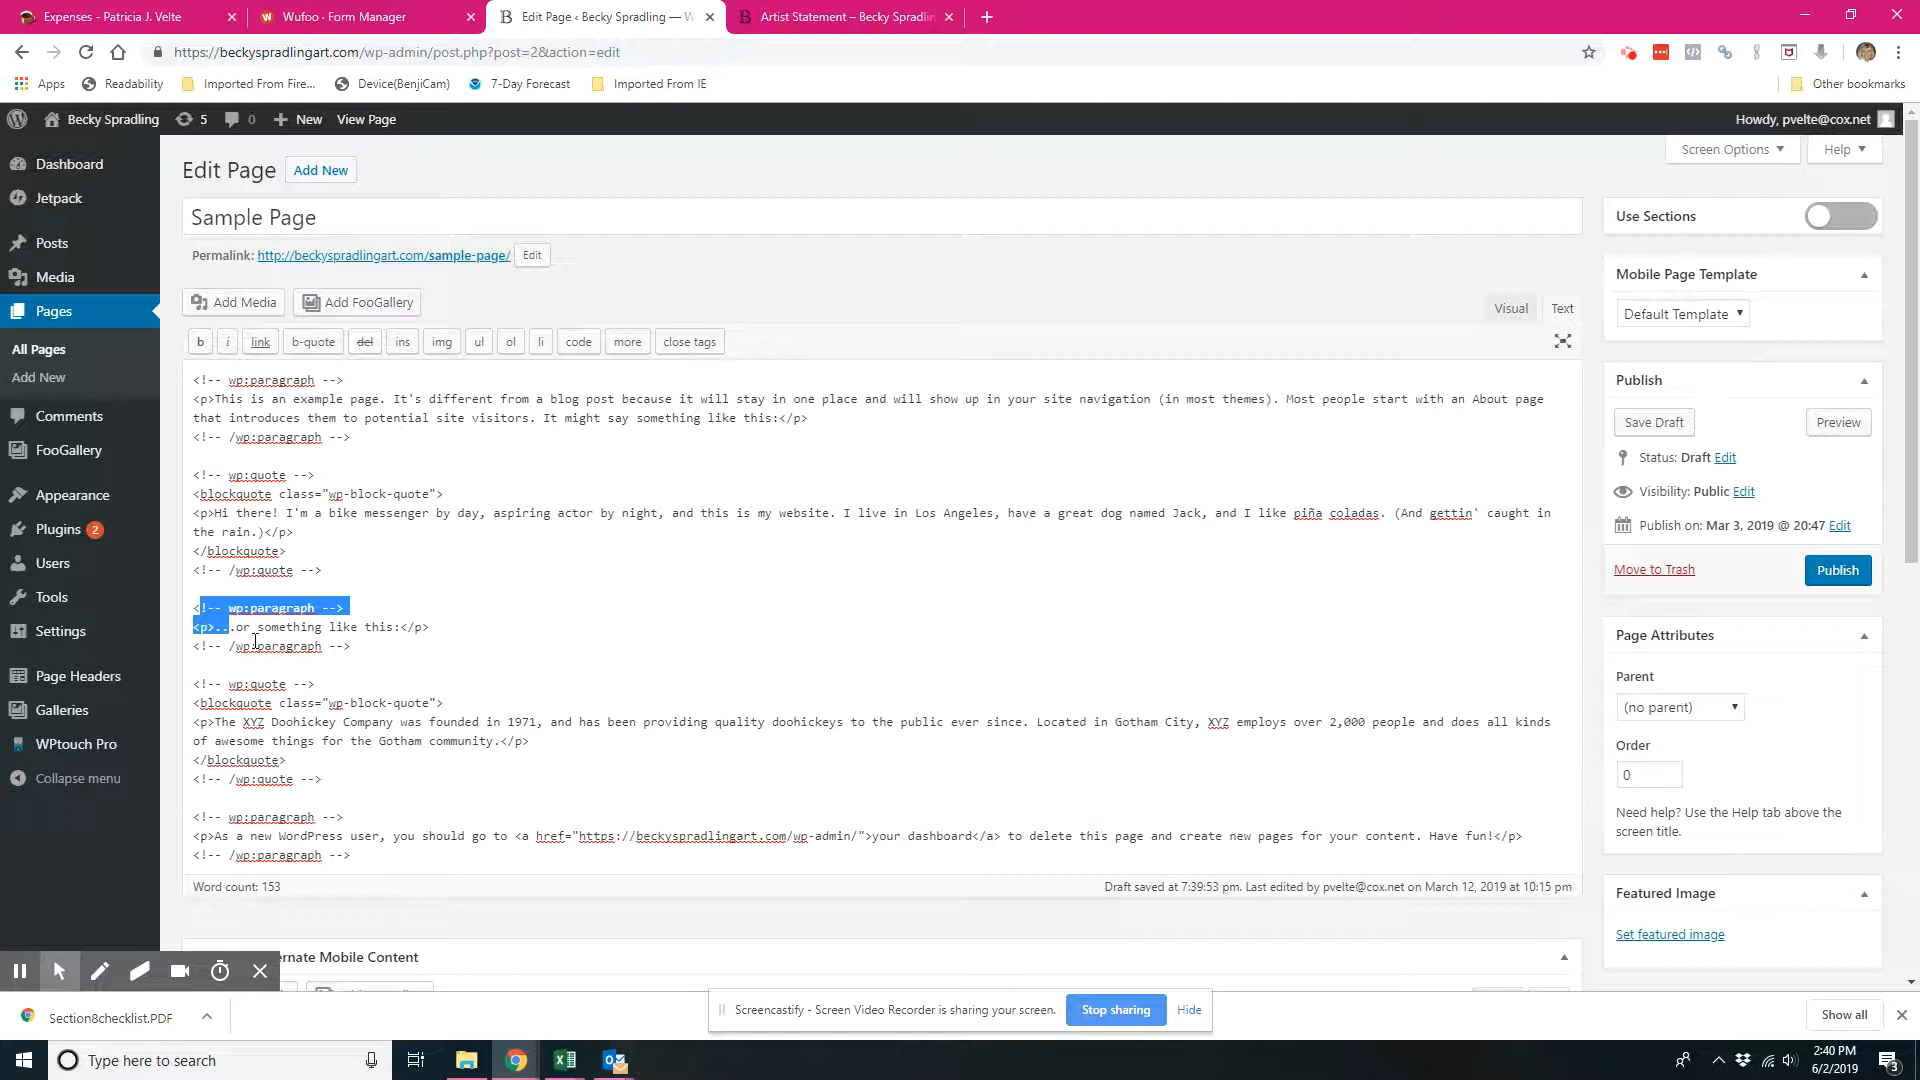 Expenses - Patricia J. Velte
Wufoo · Form Manager
Edit Page ‹ Becky Spradling — W
Artist Statement – Becky Spradlin
https://beckyspradlingart.com/wp-admin/post.php?post=2&action=edit
Apps
Readability
Imported From Fire...
Device(BenjiCam)
7-Day Forecast
Imported From IE
Other bookmarks
Becky Spradling
5
0
New
View Page
Howdy, pvelte@cox.net
Dashboard
Jetpack
Posts
Media
Pages
All Pages
Add New
Comments
FooGallery
Appearance
Plugins 2
Users
Tools
Settings
Page Headers
Galleries
WPtouch Pro
Collapse menu
Screen Options
Help
Edit Page
Add New
Sample Page
Permalink: http://beckyspradlingart.com/sample-page/ Edit
Add Media
Add FooGallery
Visual
Text
b
i
link
b-quote
del
ins
img
ul
ol
li
code
more
close tags
<!-- wp:paragraph -->
<p>This is an example page. It's different from a blog post because it will stay in one place and will show up in your site navigation (in most themes). Most people start with an About page
that introduces them to potential site visitors. It might say something like this:</p>
<!-- /wp:paragraph -->
<!-- wp:quote -->
<blockquote class="wp-block-quote">
<p>Hi there! I'm a bike messenger by day, aspiring actor by night, and this is my website. I live in Los Angeles, have a great dog named Jack, and I like piña coladas. (And gettin' caught in
the rain.)</p>
</blockquote>
<!-- /wp:quote -->
<!-- wp:paragraph -->
<p>...or something like this:</p>
<!-- /wp:paragraph -->
<!-- wp:quote -->
<blockquote class="wp-block-quote">
<p>The XYZ Doohickey Company was founded in 1971, and has been providing quality doohickeys to the public ever since. Located in Gotham City, XYZ employs over 2,000 people and does all kinds
of awesome things for the Gotham community.</p>
</blockquote>
<!-- /wp:quote -->
<!-- wp:paragraph -->
<p>As a new WordPress user, you should go to <a href="https://beckyspradlingart.com/wp-admin/">your dashboard</a> to delete this page and create new pages for your content. Have fun!</p>
<!-- /wp:paragraph -->
Word count: 153
Draft saved at 7:39:53 pm. Last edited by pvelte@cox.net on March 12, 2019 at 10:15 pm
ernate Mobile Content
Use Sections
Mobile Page Template
Default Template
Publish
Save Draft
Preview
Status: Draft Edit
Visibility: Public Edit
Publish on: Mar 3, 2019 @ 20:47 Edit
Move to Trash
Publish
Page Attributes
Parent
(no parent)
Order
0
Need help? Use the Help tab above the
screen title.
Featured Image
Set featured image
Screencastify - Screen Video Recorder is sharing your screen.
Stop sharing
Hide
Section8checklist.PDF
Show all
Type here to search
2:40 PM
6/2/2019
3